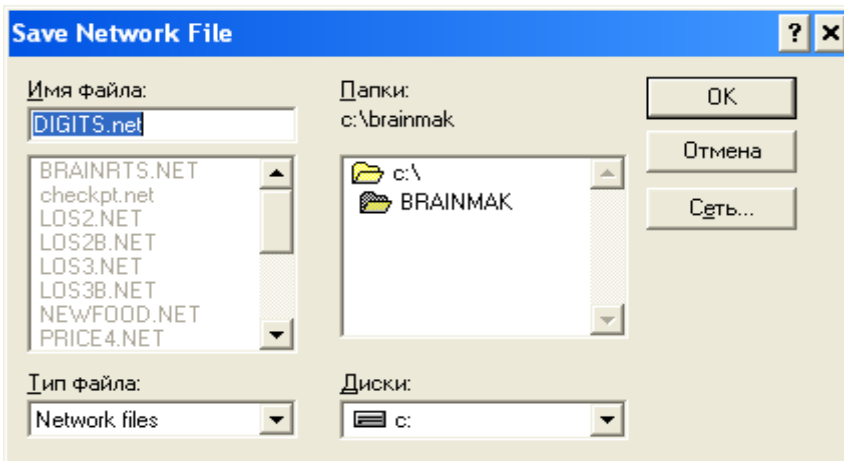 Save Network File
Имя файла:
DIGITS.net
BRAINRTS.NET
checkpt.net
LOS2.NET
LOS2B.NET
LOS3.NET
LOS3B.NET
NEWFOOD.NET
PRICE4.NET
Тип файла:
Network files
Папки:
c:\brainmak
c:\
BRAINMAK
Диски:
c:
OK
Отмена
Сеть...